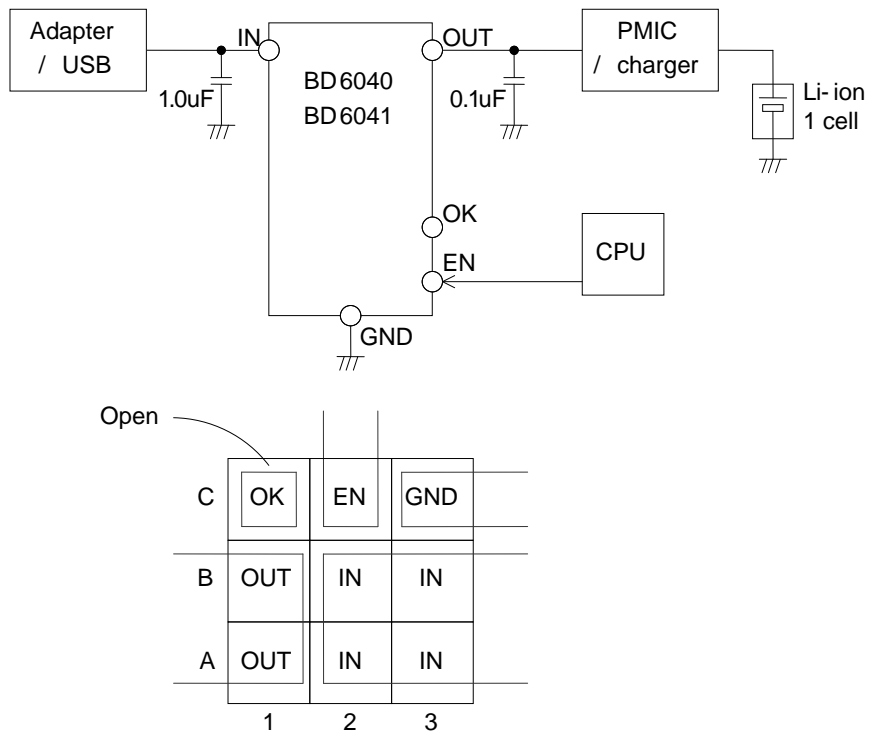 Adapter
/ USB
IN
OUT
PMIC
/ charger
BD6040
BD6041
1.0uF
0.1uF
Li-ion
1 cell
OK
EN
CPU
GND
Open
C
OK
EN
GND
B
OUT
IN
IN
A
OUT
IN
IN
1
2
3